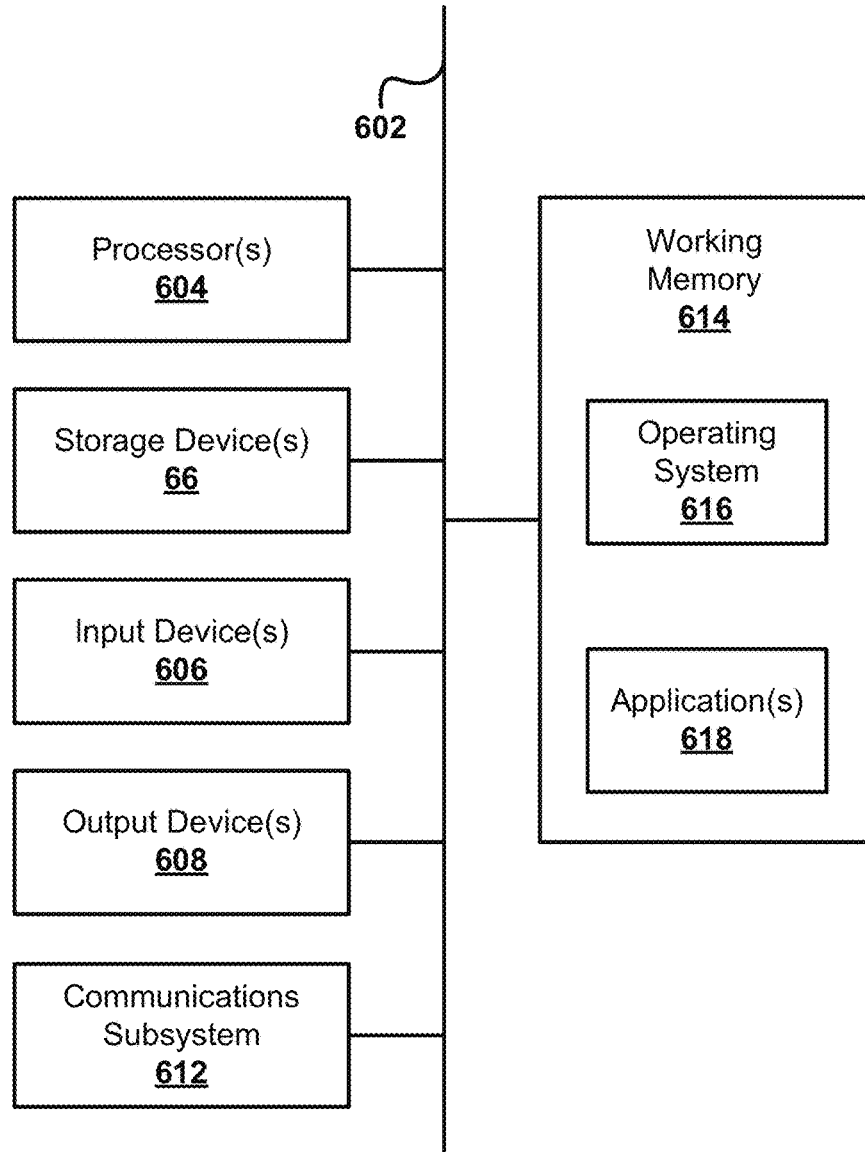 602
Processor(s)
604
Storage Device(s)
66
Input Device(s)
606
Output Device(s)
608
Communications
Subsystem
612
Working
Memory
614
Operating
System
616
Application(s)
618